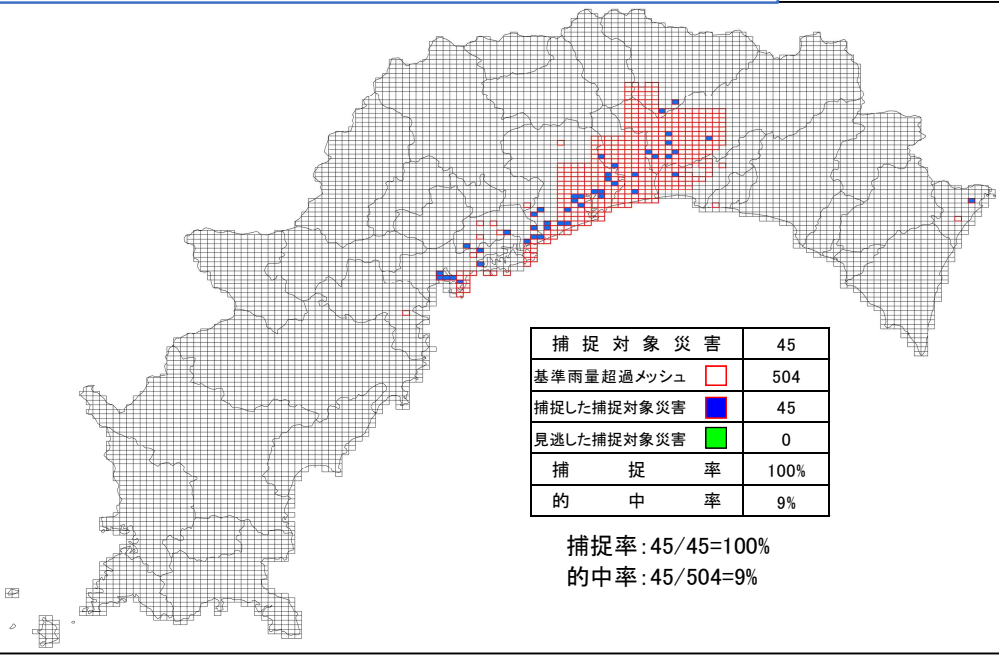 捕捉対象災害 45
基準雨量超過メッシュ 504
捕捉した捕捉対象災害 45
見逃した捕捉対象災害 0
捕捉率 100%
的中率 9%
捕捉率:45/45=100%
的中率:45/504=9%